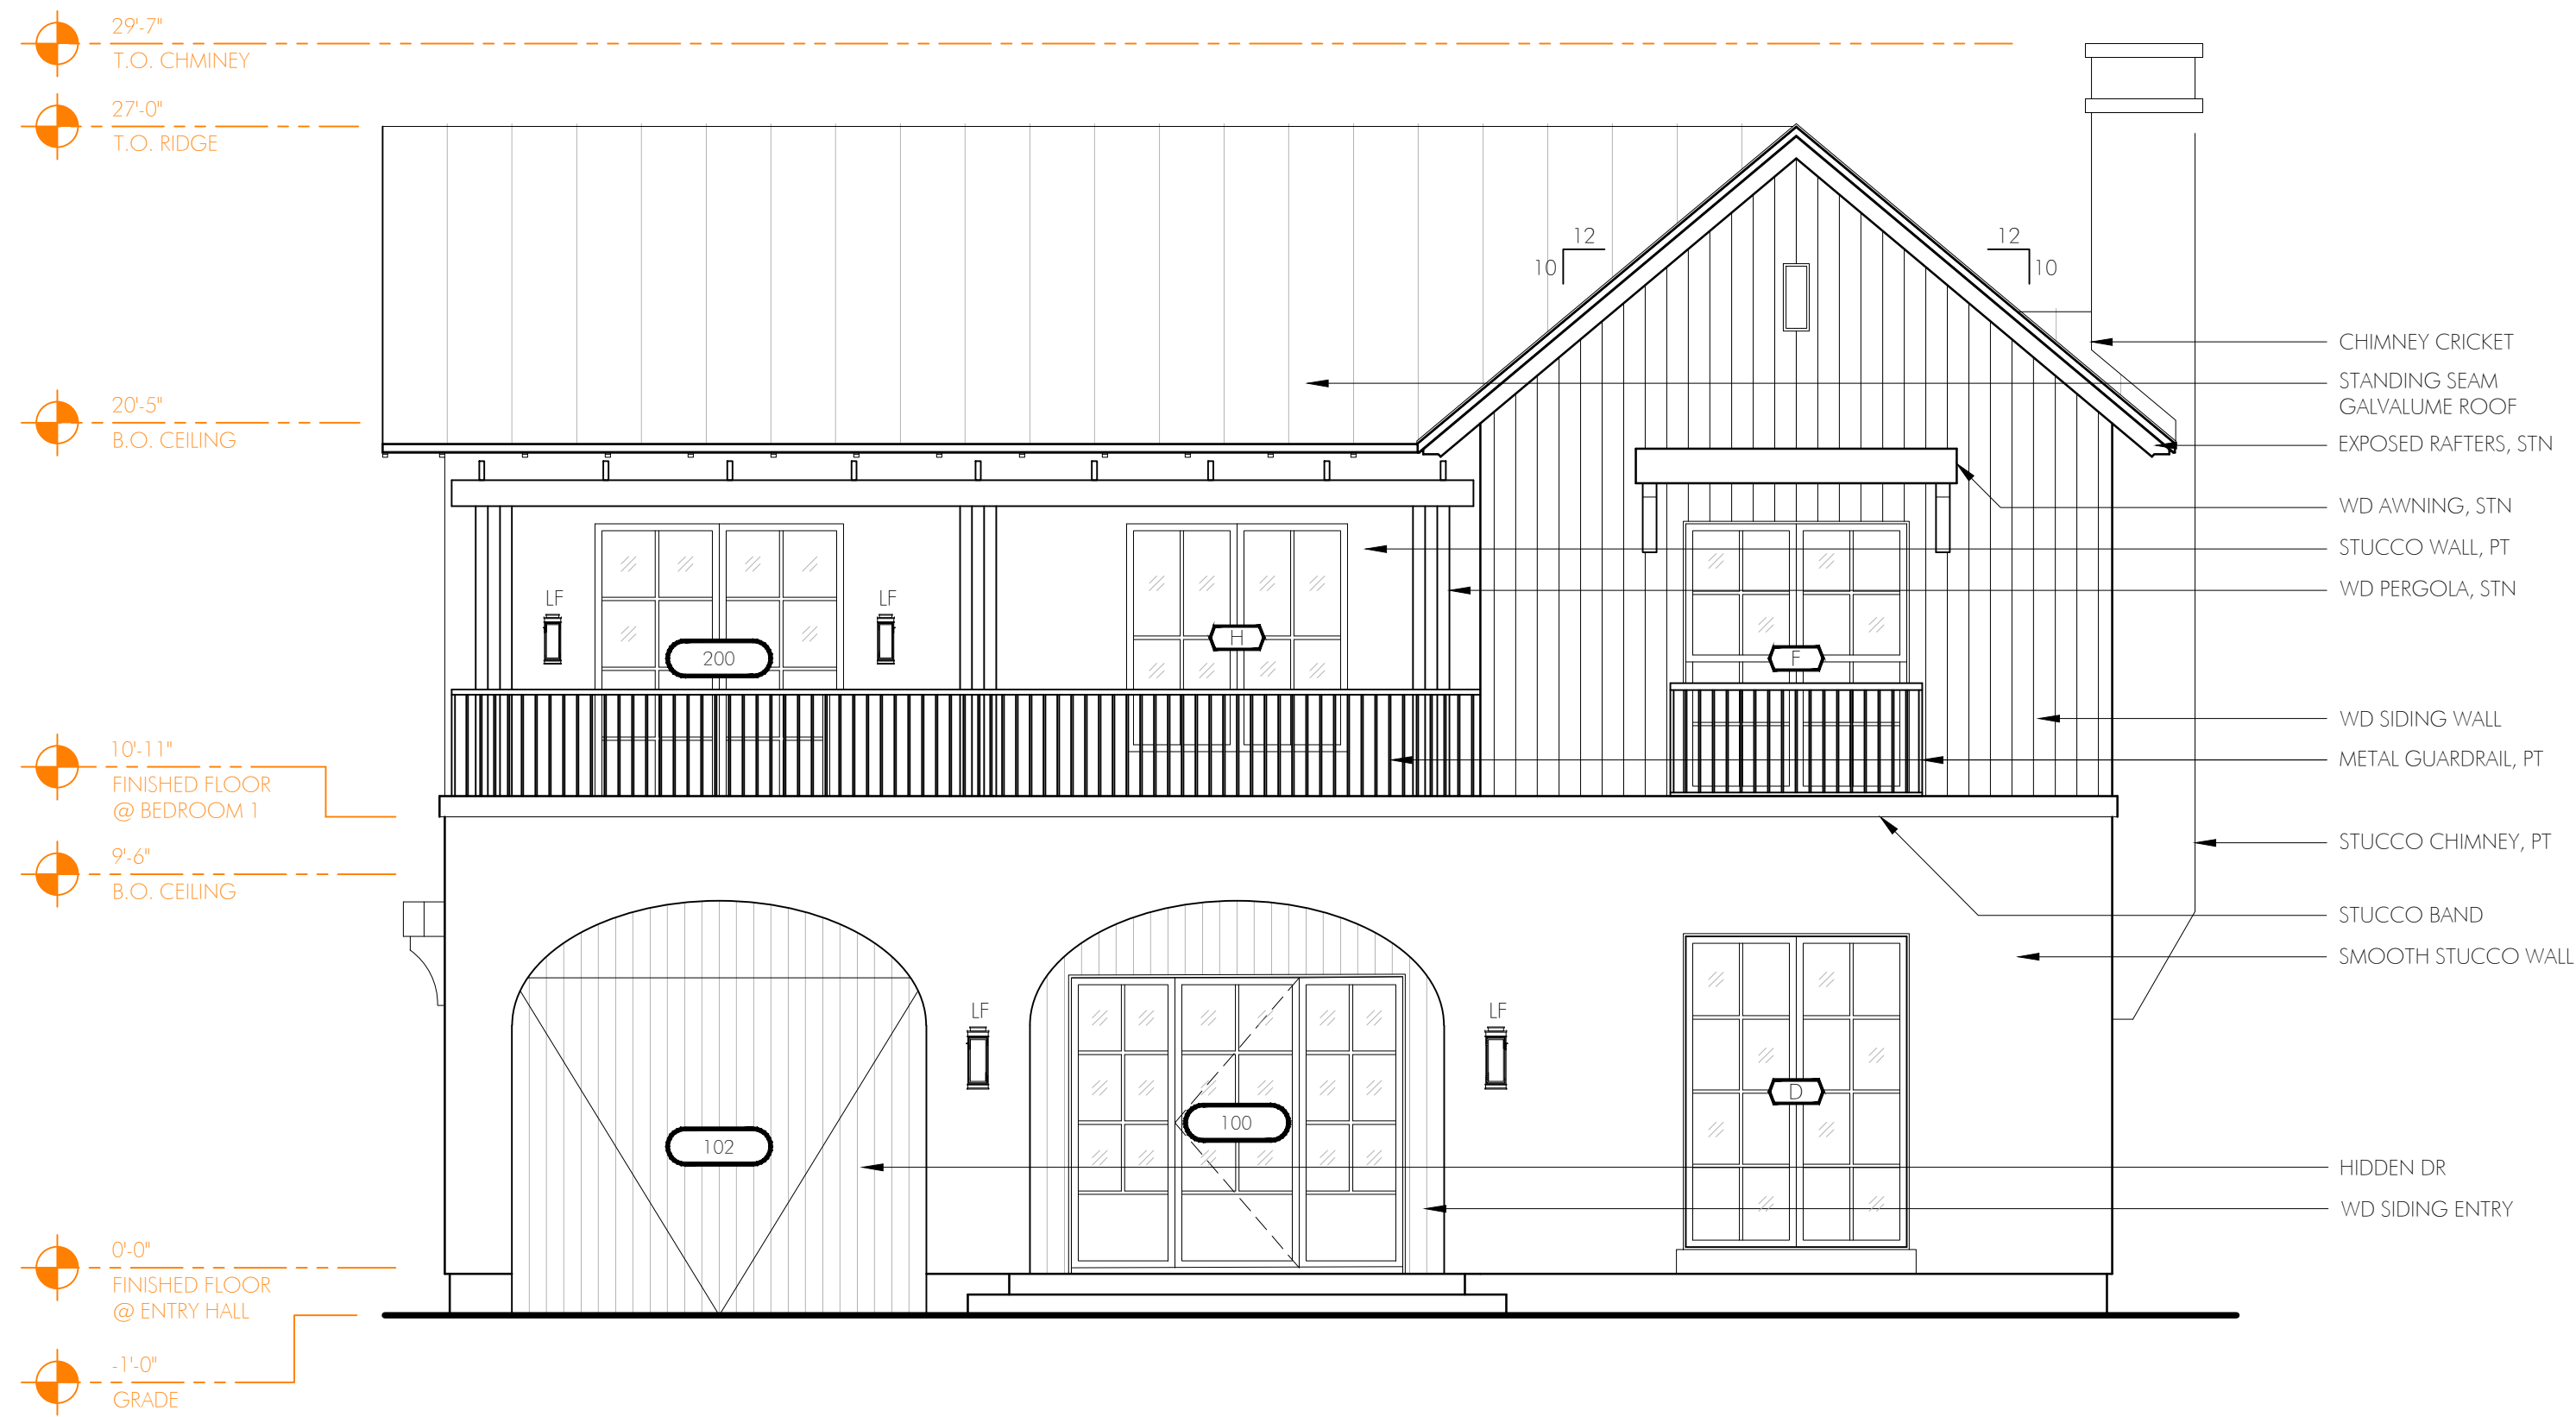 29'-7"
T.O. CHMINEY
27'-0"
T.O. RIDGE
12
10
12
10
CHIMNEY CRICKET
STANDING SEAM
GALVALUME ROOF
20'-5"
B.O. CEILING
EXPOSED RAFTERS, STN
WD AWNING, STN
STUCCO WALL, PT
WD PERGOLA, STN
LF
LF
H
200
F
WD SIDING WALL
METAL GUARDRAIL, PT
10'-11"
FINISHED FLOOR
@ BEDROOM 1
STUCCO CHIMNEY, PT
9'-6"
B.O. CEILING
STUCCO BAND
SMOOTH STUCCO WALL
LF
LF
D
100
102
HIDDEN DR
WD SIDING ENTRY
0'-0"
FINISHED FLOOR
@ ENTRY HALL
-1'-0"
GRADE